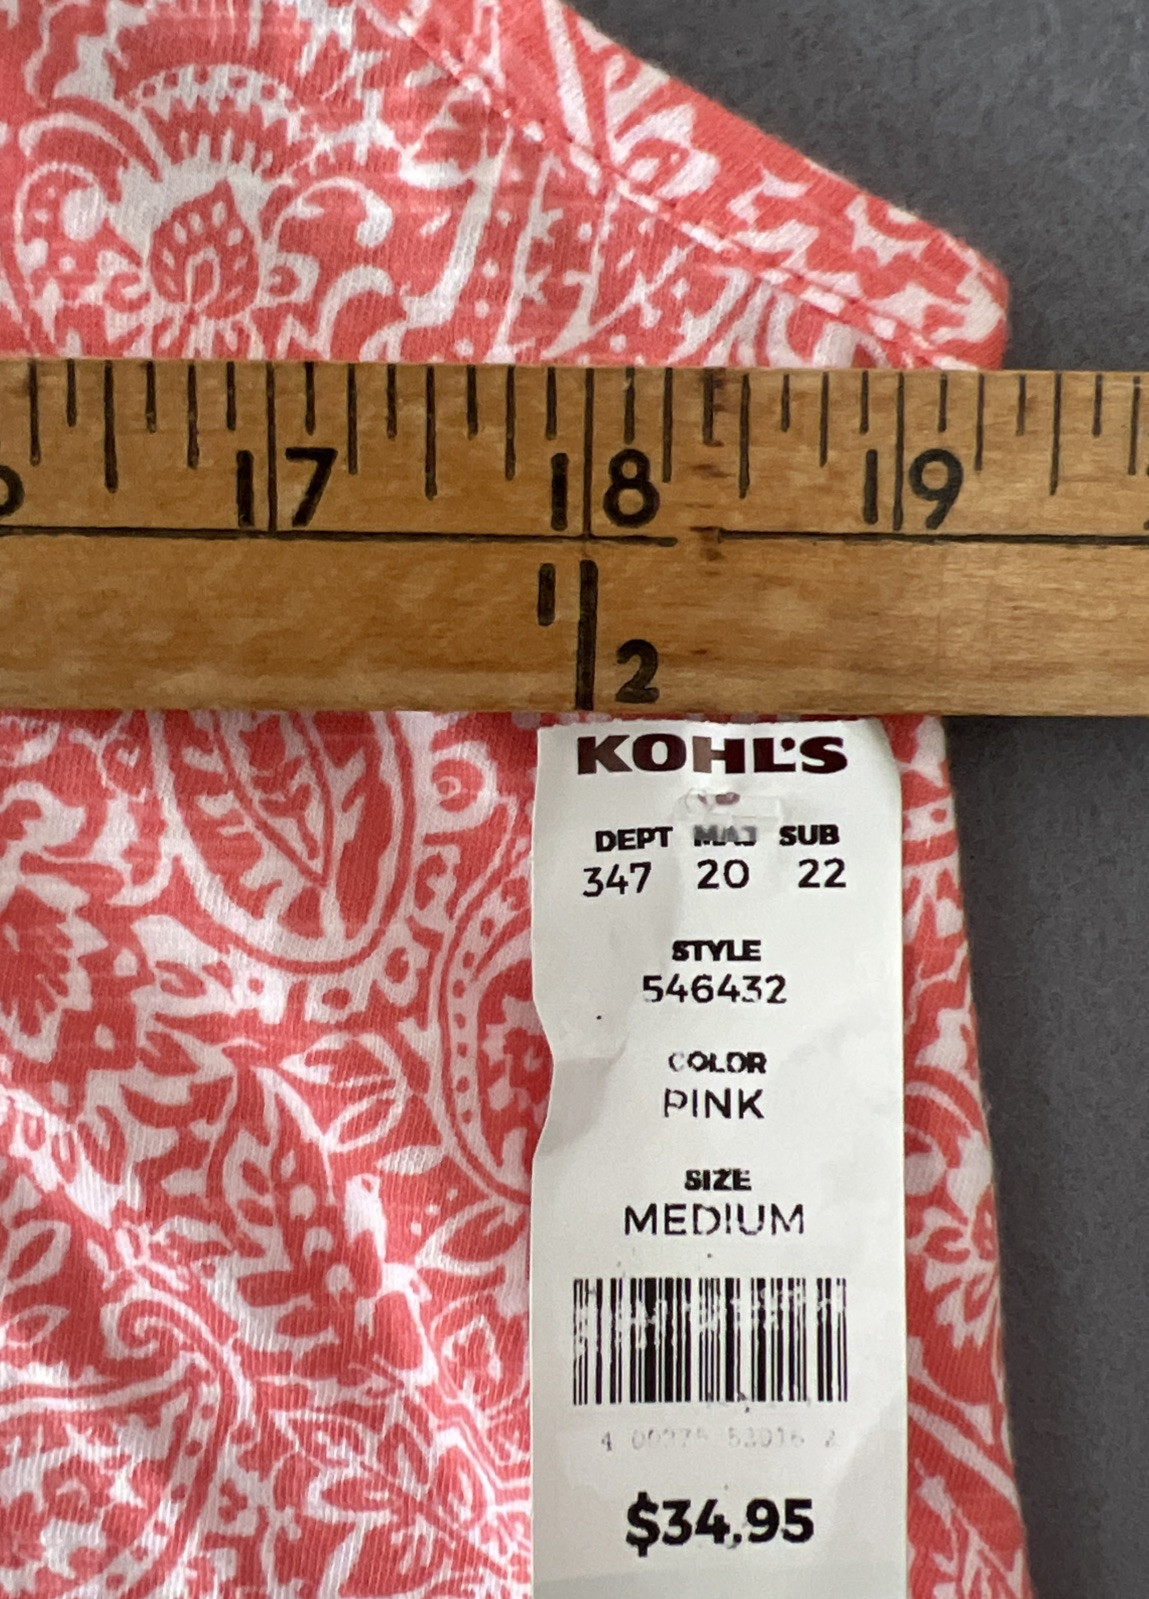 17 18 19
1/2
KOHL'S
DEPT MAJ SUB
347 20 22
STYLE
546432
COLOR
PINK
SIZE
MEDIUM
$34.95